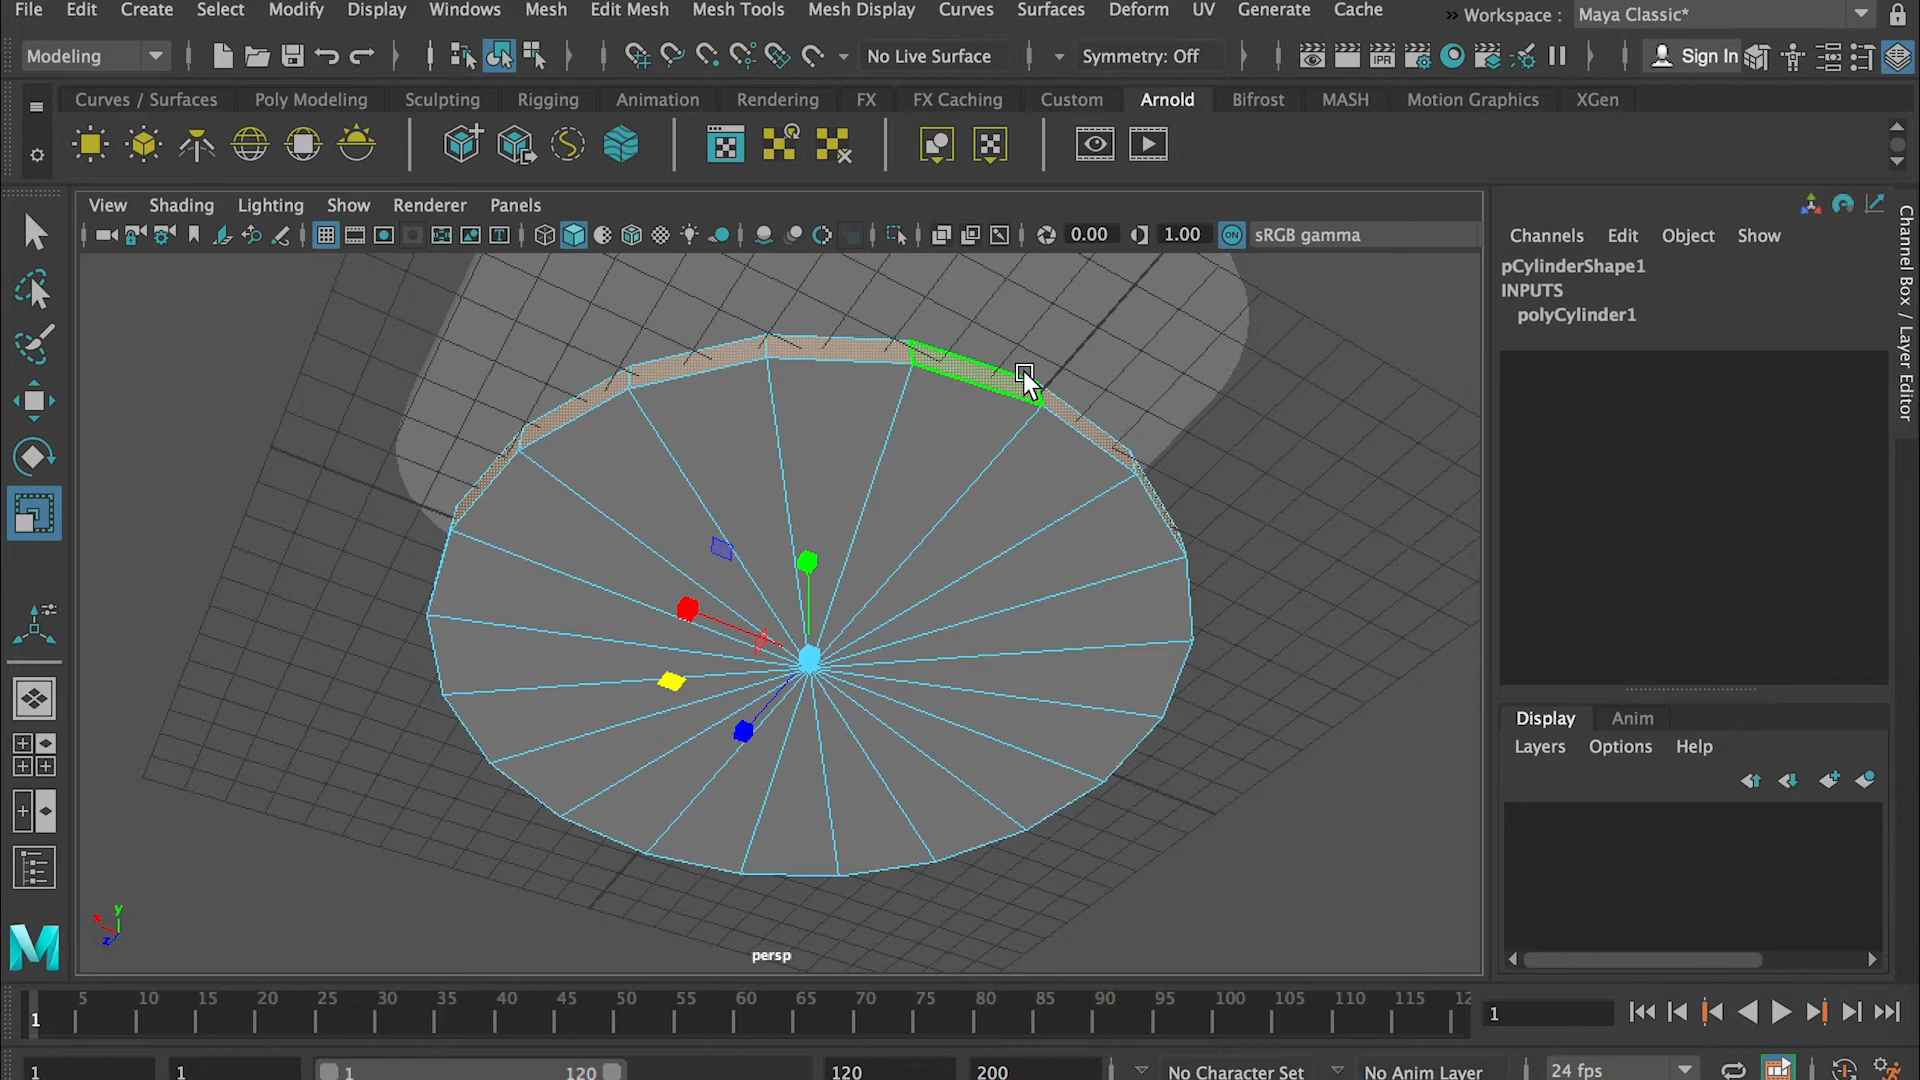 File Edit Create Select Modify Display Windows Mesh Edit Mesh Mesh Tools Mesh Display Curves Surfaces Deform UV Generate Cache » Workspace : Maya Classic*
Modeling No Live Surface Symmetry: Off IPR Sign In
Curves / Surfaces Poly Modeling Sculpting Rigging Animation Rendering FX FX Caching Custom Arnold Bifrost MASH Motion Graphics XGen
View Shading Lighting Show Renderer Panels
0.00 1.00 ON sRGB gamma
Channels Edit Object Show
pCylinderShape1
INPUTS
polyCylinder1
Channel Box / Layer Editor
Display Anim
Layers Options Help
x y z
persp
5 10 15 20 25 30 35 40 45 50 55 60 65 70 75 80 85 90 95 100 105 110 115 12
1 1
1 1 1 120 120 200 No Character Set No Anim Layer 24 fps